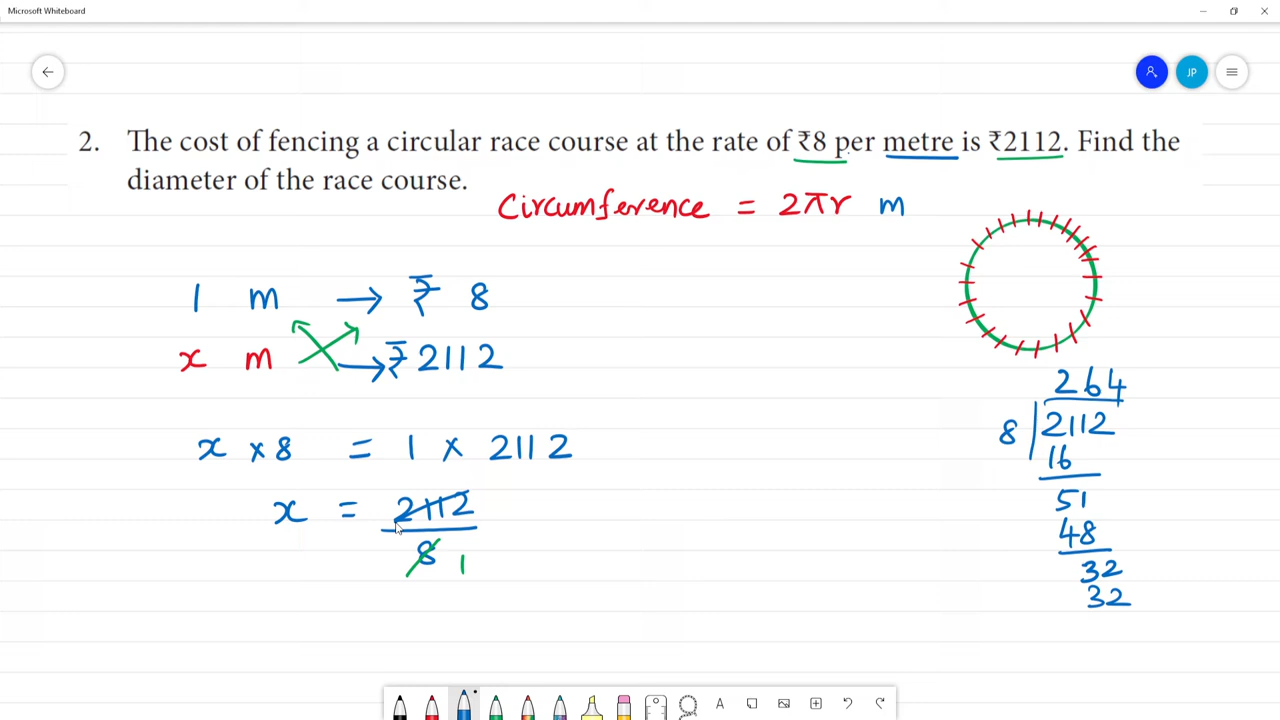 Microsoft Whiteboard
JP
2. The cost of fencing a circular race course at the rate of ₹8 per metre is ₹2112. Find the
diameter of the race course.
Circumference = 2πr m
1 m → ₹ 8
x m → ₹ 2112
x × 8 = 1 × 2112
x = 2112
8 1
264
8 2112
16
51
48
32
32
A